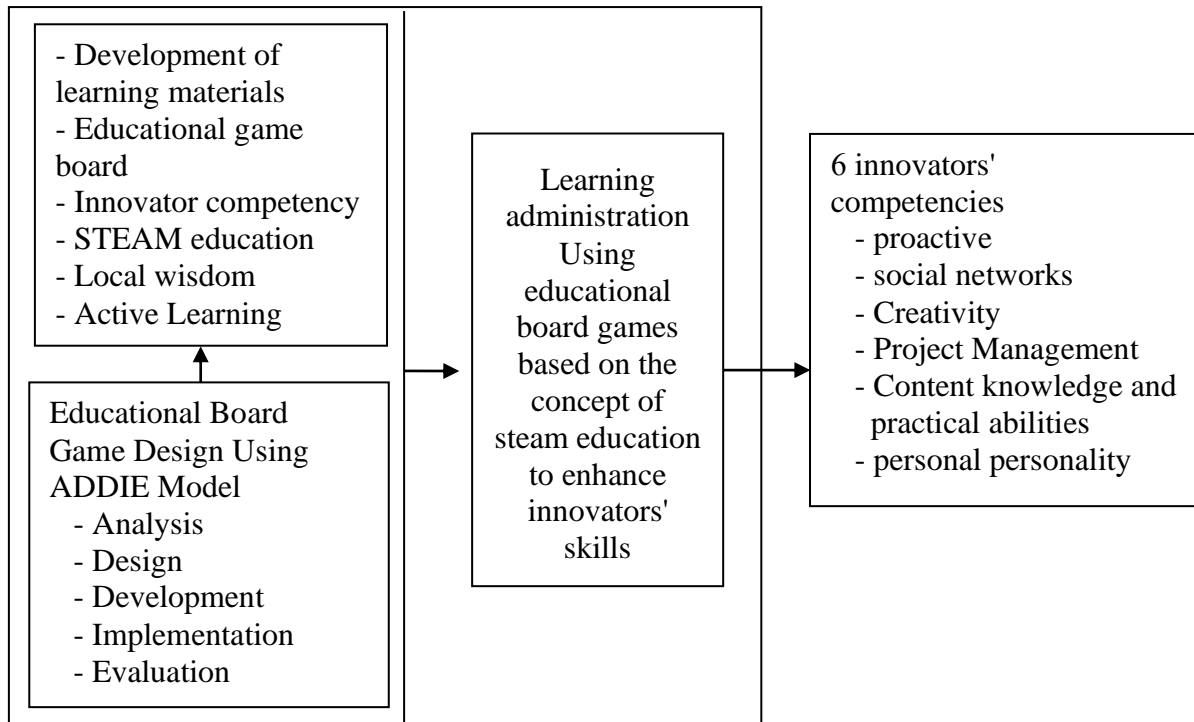 - Development of
learning materials
- Educational game
board
- Innovator competency
- STEAM education
- Local wisdom
- Active Learning
Educational Board
Game Design Using
ADDIE Model
- Analysis
- Design
- Development
- Implementation
- Evaluation
Learning
administration
Using
educational
board games
based on the
concept of
steam education
to enhance
innovators'
skills
6 innovators'
competencies
- proactive
- social networks
- Creativity
- Project Management
- Content knowledge and
practical abilities
- personal personality